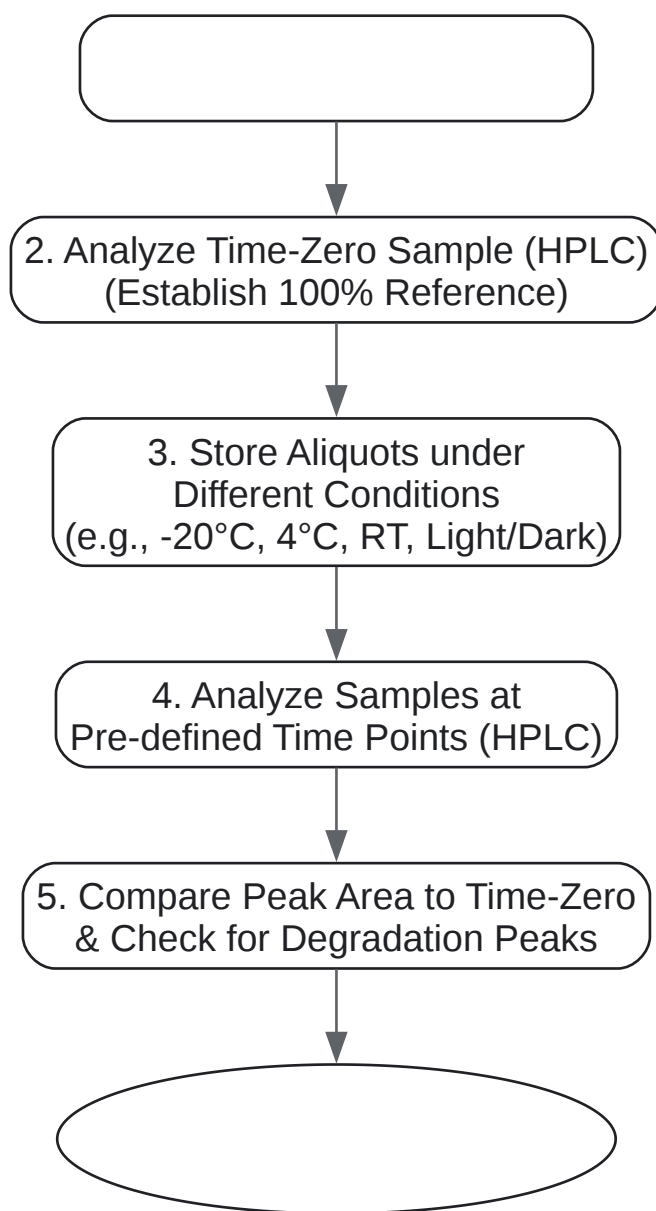 2. Analyze Time-Zero Sample (HPLC)
(Establish 100% Reference)
3. Store Aliquots under
Different Conditions
(e.g., -20°C, 4°C, RT, Light/Dark)
4. Analyze Samples at
Pre-defined Time Points (HPLC)
5. Compare Peak Area to Time-Zero
& Check for Degradation Peaks